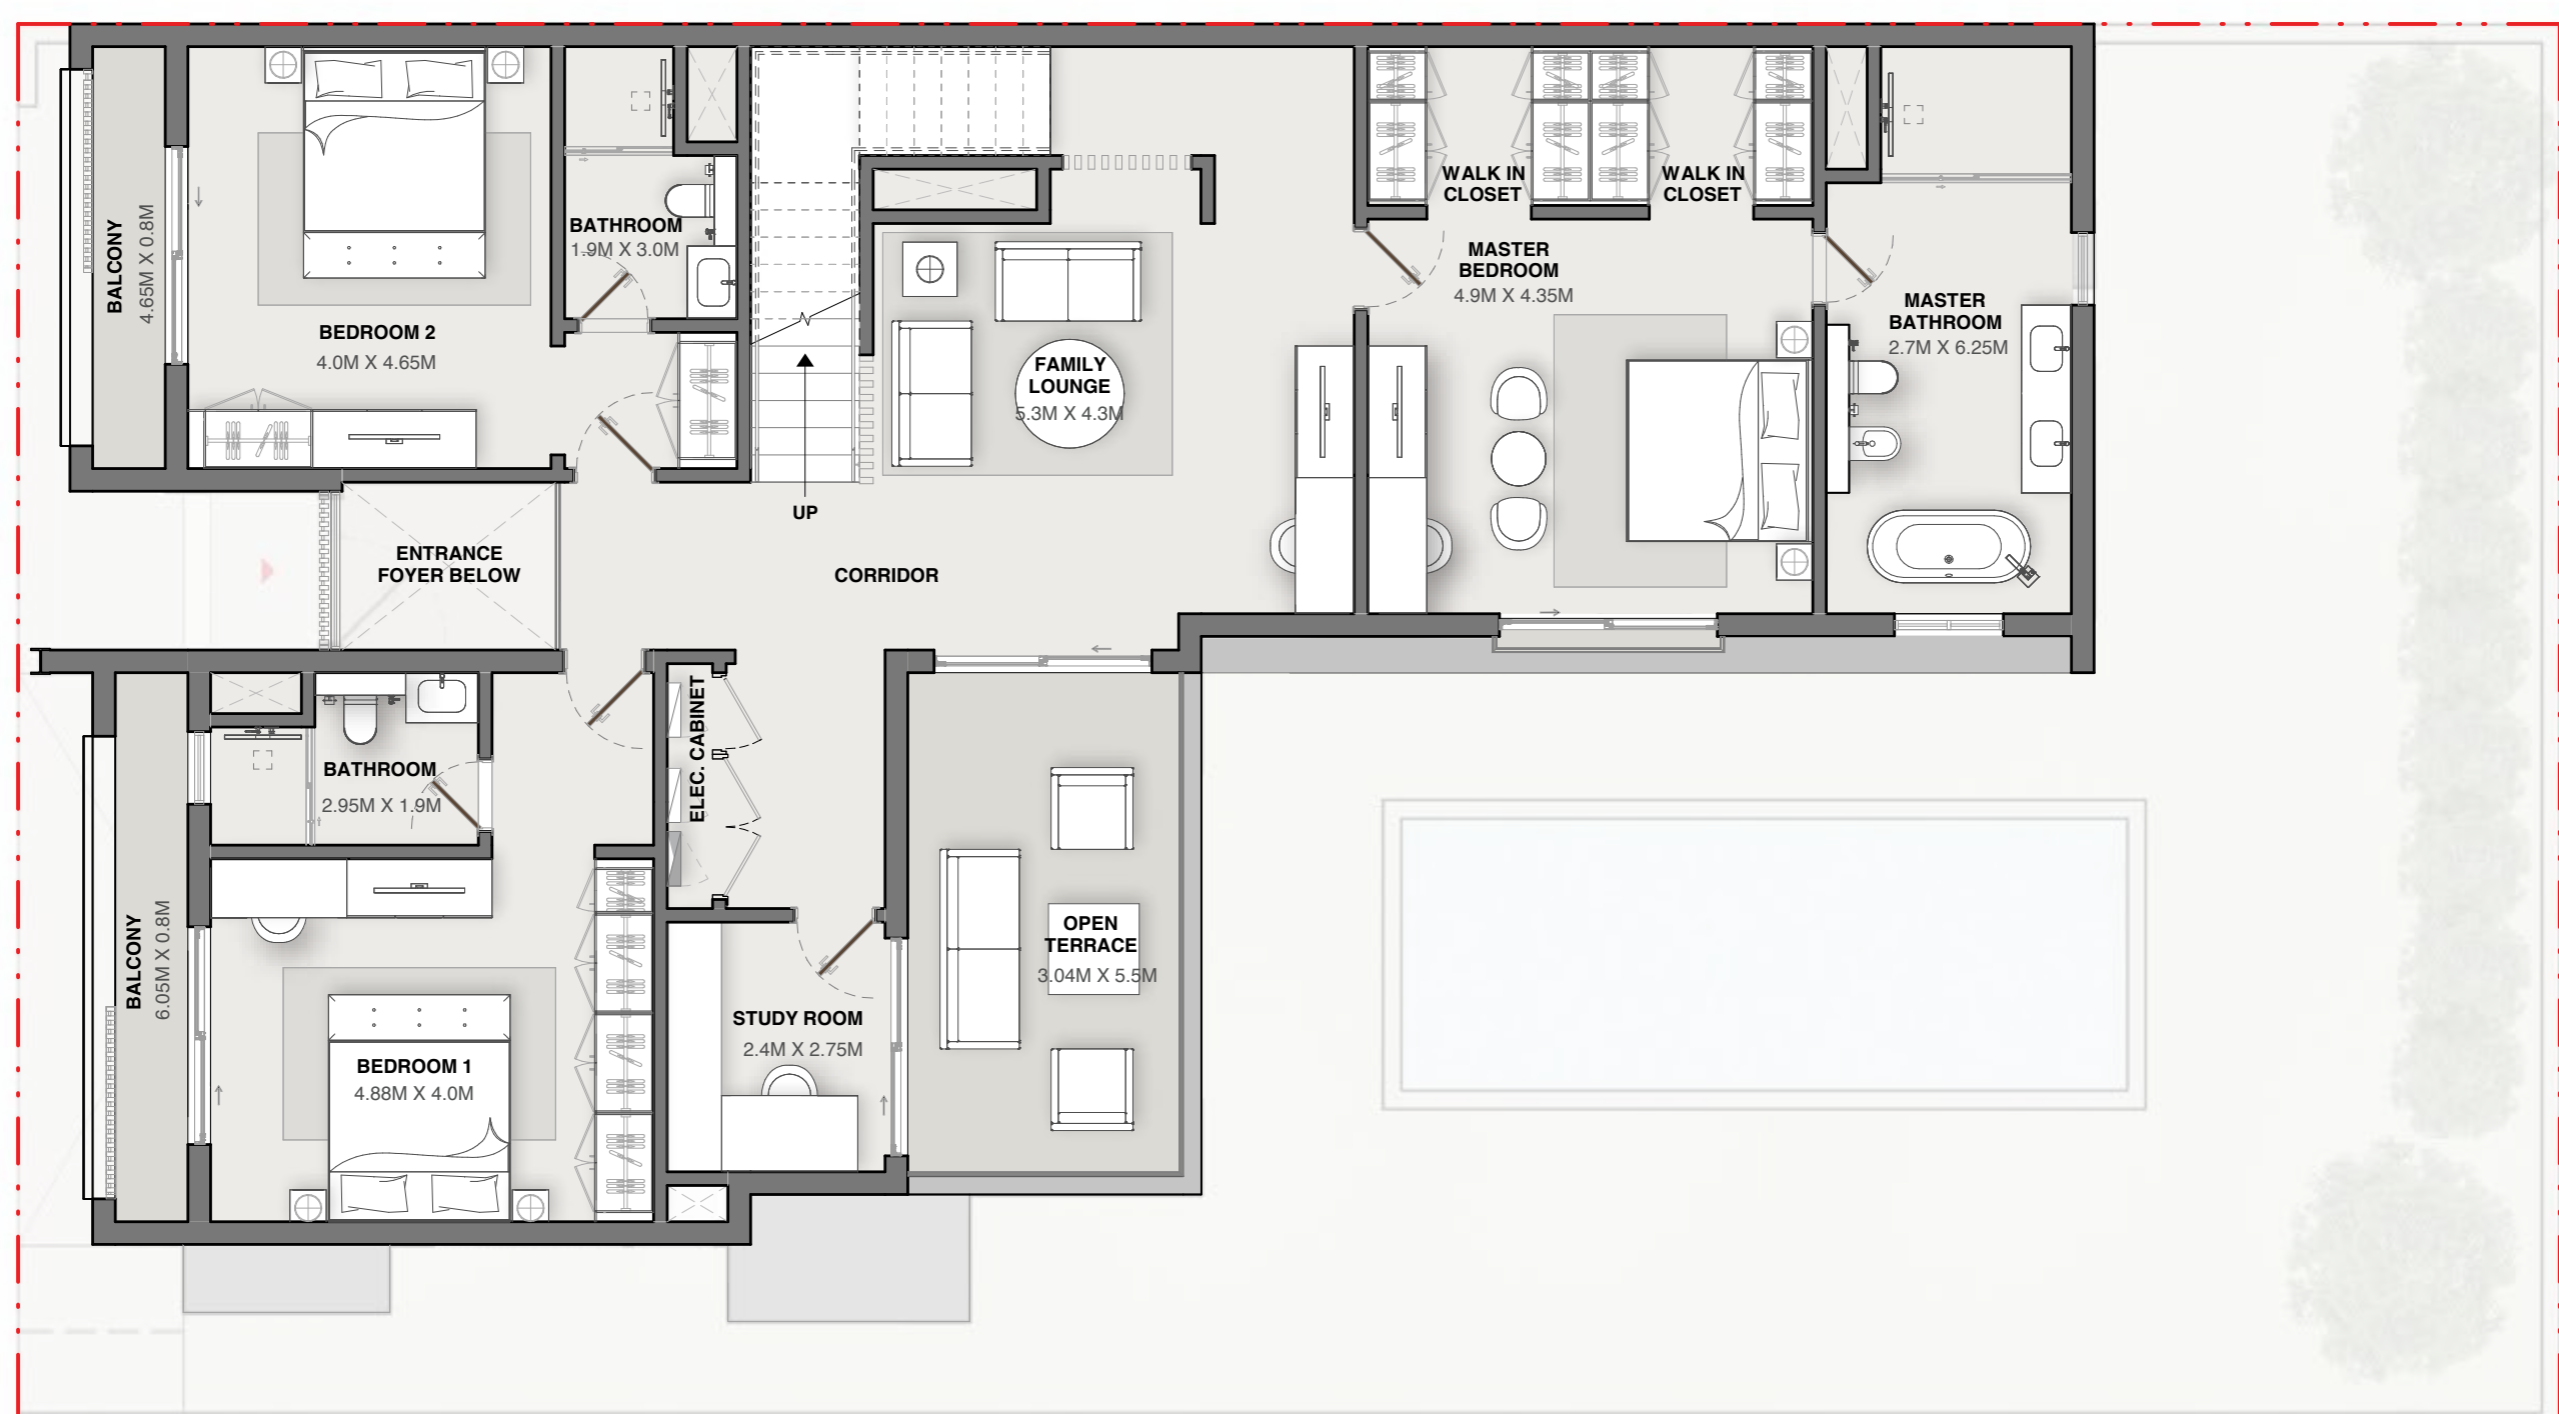 BALCONY
4.65M X 0.8M
BEDROOM 2
4.0M X 4.65M
BATHROOM
1.9M X 3.0M
UP
FAMILY
LOUNGE
5.3M X 4.3M
WALK IN
CLOSET
WALK IN
CLOSET
MASTER
BEDROOM
4.9M X 4.35M
MASTER
BATHROOM
2.7M X 6.25M
ENTRANCE
FOYER BELOW
CORRIDOR
BATHROOM
2.95M X 1.9M
ELEC. CABINET
BALCONY
6.05M X 0.8M
BEDROOM 1
4.88M X 4.0M
STUDY ROOM
2.4M X 2.75M
OPEN
TERRACE
3.04M X 5.5M